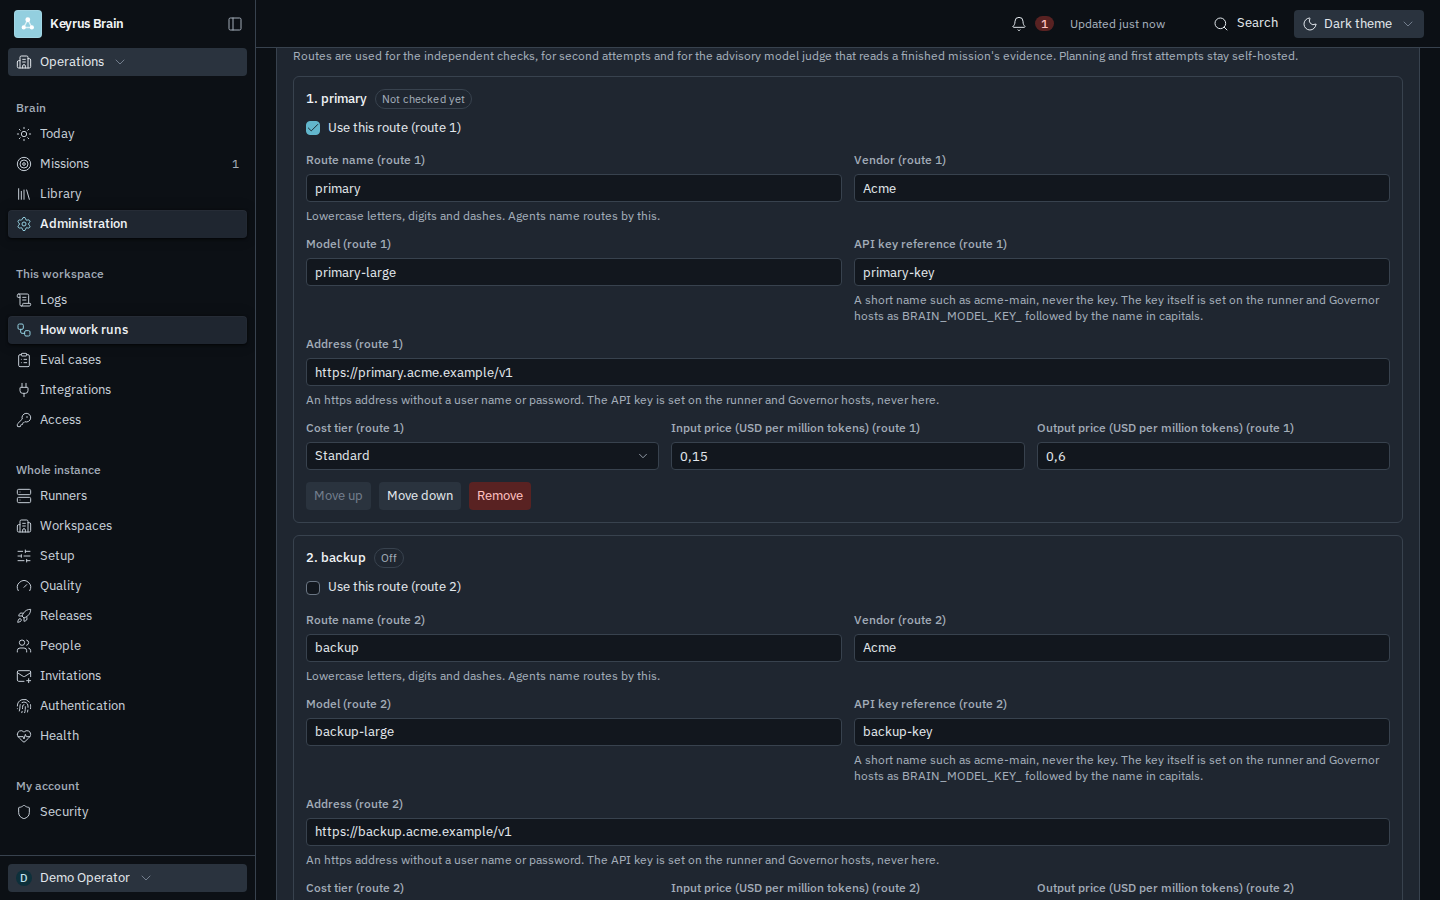 Keyrus Brain
1
Updated just now
Search
Dark theme
Operations
Brain
Today
Missions
1
Library
Administration
This workspace
Logs
How work runs
Eval cases
Integrations
Access
Whole instance
Runners
Workspaces
Setup
Quality
Releases
People
Invitations
Authentication
Health
My account
Security
D Demo Operator
Routes are used for the independent checks, for second attempts and for the advisory model judge that reads a finished mission's evidence. Planning and first attempts stay self-hosted.
1. primary
Not checked yet
Use this route (route 1)
Route name (route 1)
Vendor (route 1)
primary
Acme
Lowercase letters, digits and dashes. Agents name routes by this.
Model (route 1)
API key reference (route 1)
primary-large
primary-key
A short name such as acme-main, never the key. The key itself is set on the runner and Governor
hosts as BRAIN_MODEL_KEY_ followed by the name in capitals.
Address (route 1)
https://primary.acme.example/v1
An https address without a user name or password. The API key is set on the runner and Governor hosts, never here.
Cost tier (route 1)
Input price (USD per million tokens) (route 1)
Output price (USD per million tokens) (route 1)
Standard
0,15
0,6
Move up
Move down
Remove
2. backup
Off
Use this route (route 2)
Route name (route 2)
Vendor (route 2)
backup
Acme
Lowercase letters, digits and dashes. Agents name routes by this.
Model (route 2)
API key reference (route 2)
backup-large
backup-key
A short name such as acme-main, never the key. The key itself is set on the runner and Governor
hosts as BRAIN_MODEL_KEY_ followed by the name in capitals.
Address (route 2)
https://backup.acme.example/v1
An https address without a user name or password. The API key is set on the runner and Governor hosts, never here.
Cost tier (route 2)
Input price (USD per million tokens) (route 2)
Output price (USD per million tokens) (route 2)